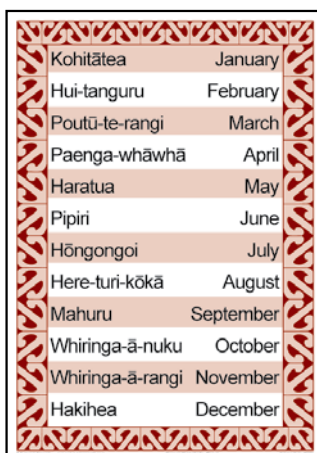 Kohitātea January
Hui-tanguru February
Poutū-te-rangi March
Paenga-whāwhā April
Haratua May
Pipiri June
Hōngongoi July
Here-turi-kōkā August
Mahuru September
Whiringa-ā-nuku October
Whiringa-ā-rangi November
Hakihea December